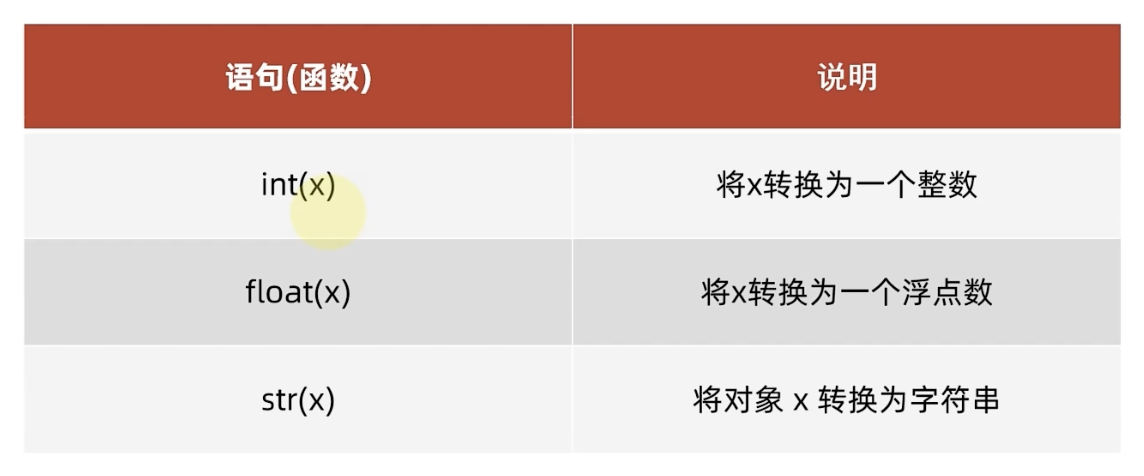 语句(函数) 说明
int(x) 将x转换为一个整数
float(x) 将x转换为一个浮点数
str(x) 将对象 x 转换为字符串